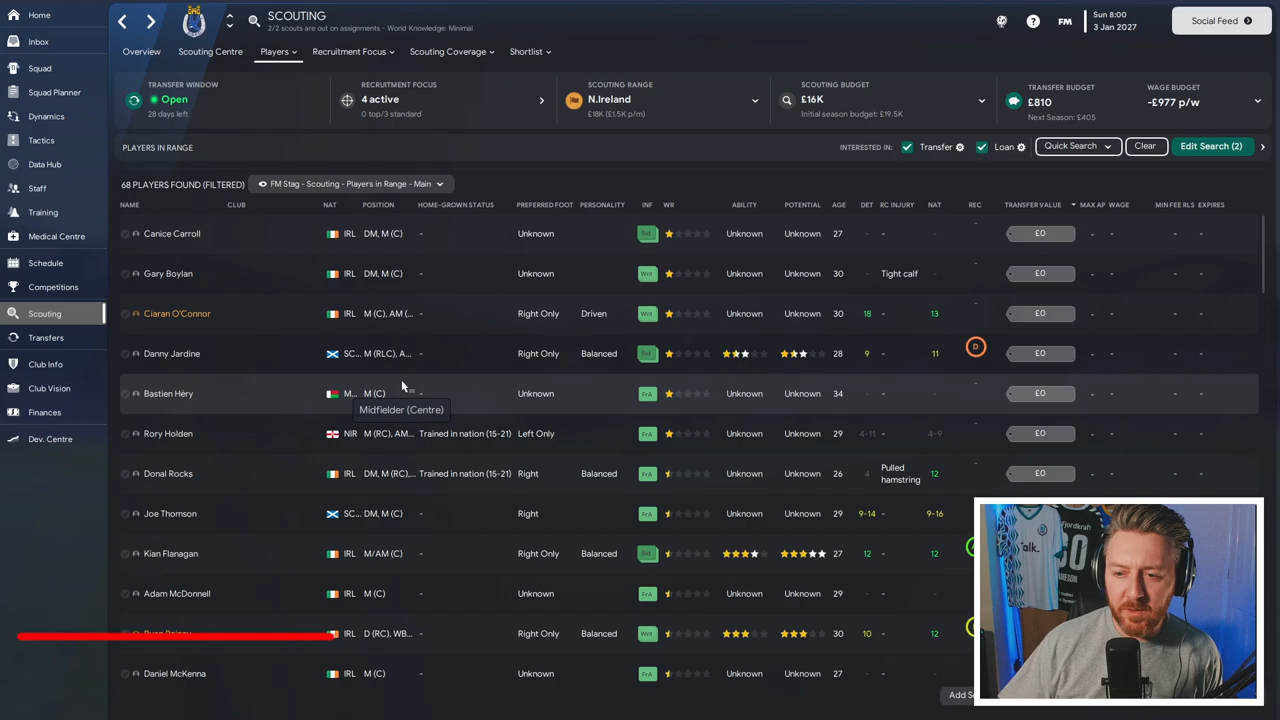 Home
Inbox
Squad
Squad Planner
Dynamics
Tactics
Data Hub
Staff
Training
Medical Centre
Schedule
Competitions
Scouting
Transfers
Club Info
Club Vision
Finances
Dev. Centre
SCOUTING
2/2 scouts are out on assignments - World Knowledge: Minimal
FM
Sun 8:00
3 Jan 2027
Social Feed
Overview
Scouting Centre
Players
Recruitment Focus
Scouting Coverage
Shortlist
TRANSFER WINDOW
Open
28 days left
RECRUITMENT FOCUS
4 active
0 top/3 standard
SCOUTING RANGE
N.Ireland
£18K (£1.5K p/m)
SCOUTING BUDGET
£16K
Initial season budget: £19.5K
TRANSFER BUDGET
£810
Next Season: £405
WAGE BUDGET
-£977 p/w
PLAYERS IN RANGE
INTERESTED IN: Transfer Loan
Quick Search
Clear
Edit Search (2)
68 PLAYERS FOUND (FILTERED)
FM Stag - Scouting - Players in Range - Main
NAME CLUB NAT POSITION HOME-GROWN STATUS PREFERRED FOOT PERSONALITY INF WR ABILITY POTENTIAL AGE DET RC INJURY NAT REC TRANSFER VALUE MAX AP WAGE MIN FEE RLS EXPIRES
Canice Carroll IRL DM, M (C) - Unknown Bid Unknown Unknown 27 - - - - £0 - - - -
Gary Boylan IRL DM, M (C) - Unknown Wnt Unknown Unknown 30 - Tight calf - - £0 - - - -
Ciaran O'Connor IRL M (C), AM (... - Right Only Driven Wnt Unknown Unknown 30 18 - 13 - £0 - - - -
Danny Jardine SC... M (RLC), A... - Right Only Balanced Bid 28 9 - 11 D £0 - - - -
Bastien Héry M... M (C) - Unknown FrA Unknown Unknown 34 - - - - £0 - - - -
Midfielder (Centre)
Rory Holden NIR M (RC), AM... Trained in nation (15-21) Left Only FrA Unknown Unknown 29 4-11 - 4-9 - £0 - - - -
Donal Rocks IRL DM, M (RC),... Trained in nation (15-21) Right Balanced FrA Unknown Unknown 26 4 Pulled hamstring 12 - £0 - - - -
Joe Thomson SC... DM, M (C) - Right FrA Unknown Unknown 29 9-14 - 9-16
Kian Flanagan IRL M/AM (C) - Right Only Balanced Bid 27 12 - 12
Adam McDonnell IRL M (C) - Unknown FrA Unknown Unknown 29 - - -
IRL D (RC), WB... - Right Only Balanced Wnt 30 10 - 12
Daniel McKenna IRL M (C) - Unknown FrA Unknown Unknown 27 - - -